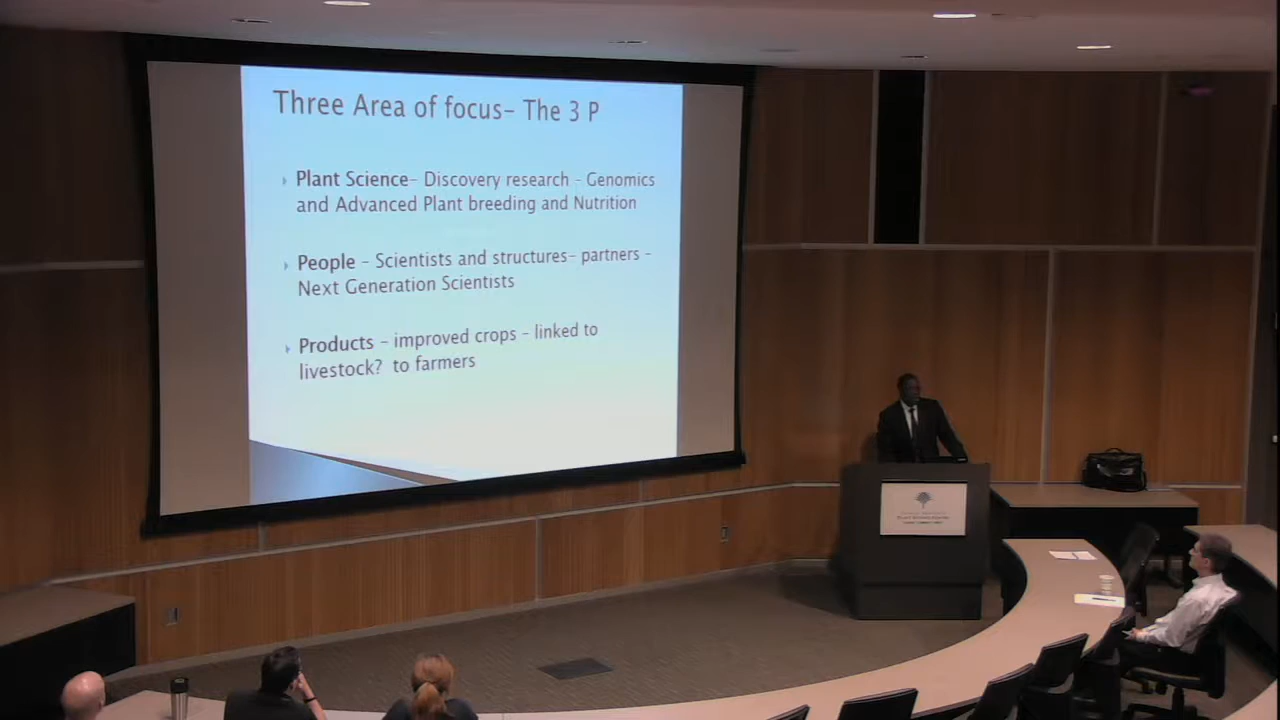 Three Area of focus- The 3 P
Plant Science- Discovery research - Genomics
and Advanced Plant breeding and Nutrition
People - Scientists and structures- partners -
Next Generation Scientists
Products - improved crops - linked to
livestock? to farmers